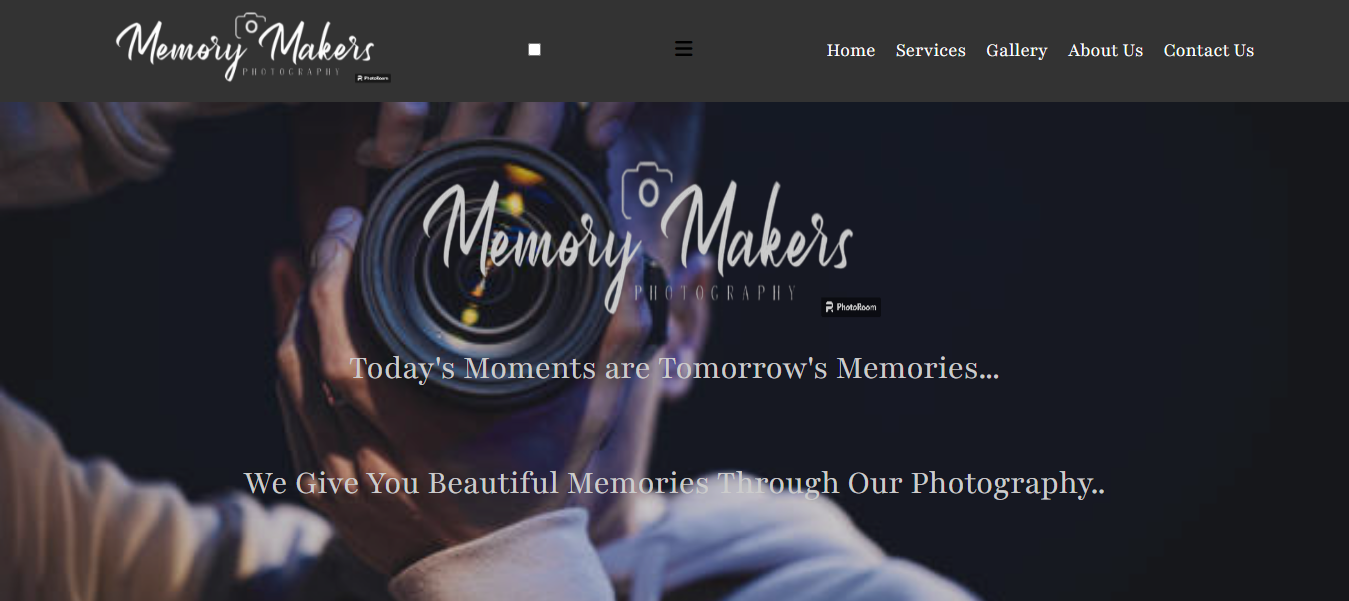 Memory Makers
PHOTOGRAPHY
PhotoRoom
Home Services Gallery About Us Contact Us
Memory Makers
PHOTOGRAPHY
PhotoRoom
Today's Moments are Tomorrow's Memories...
We Give You Beautiful Memories Through Our Photography..